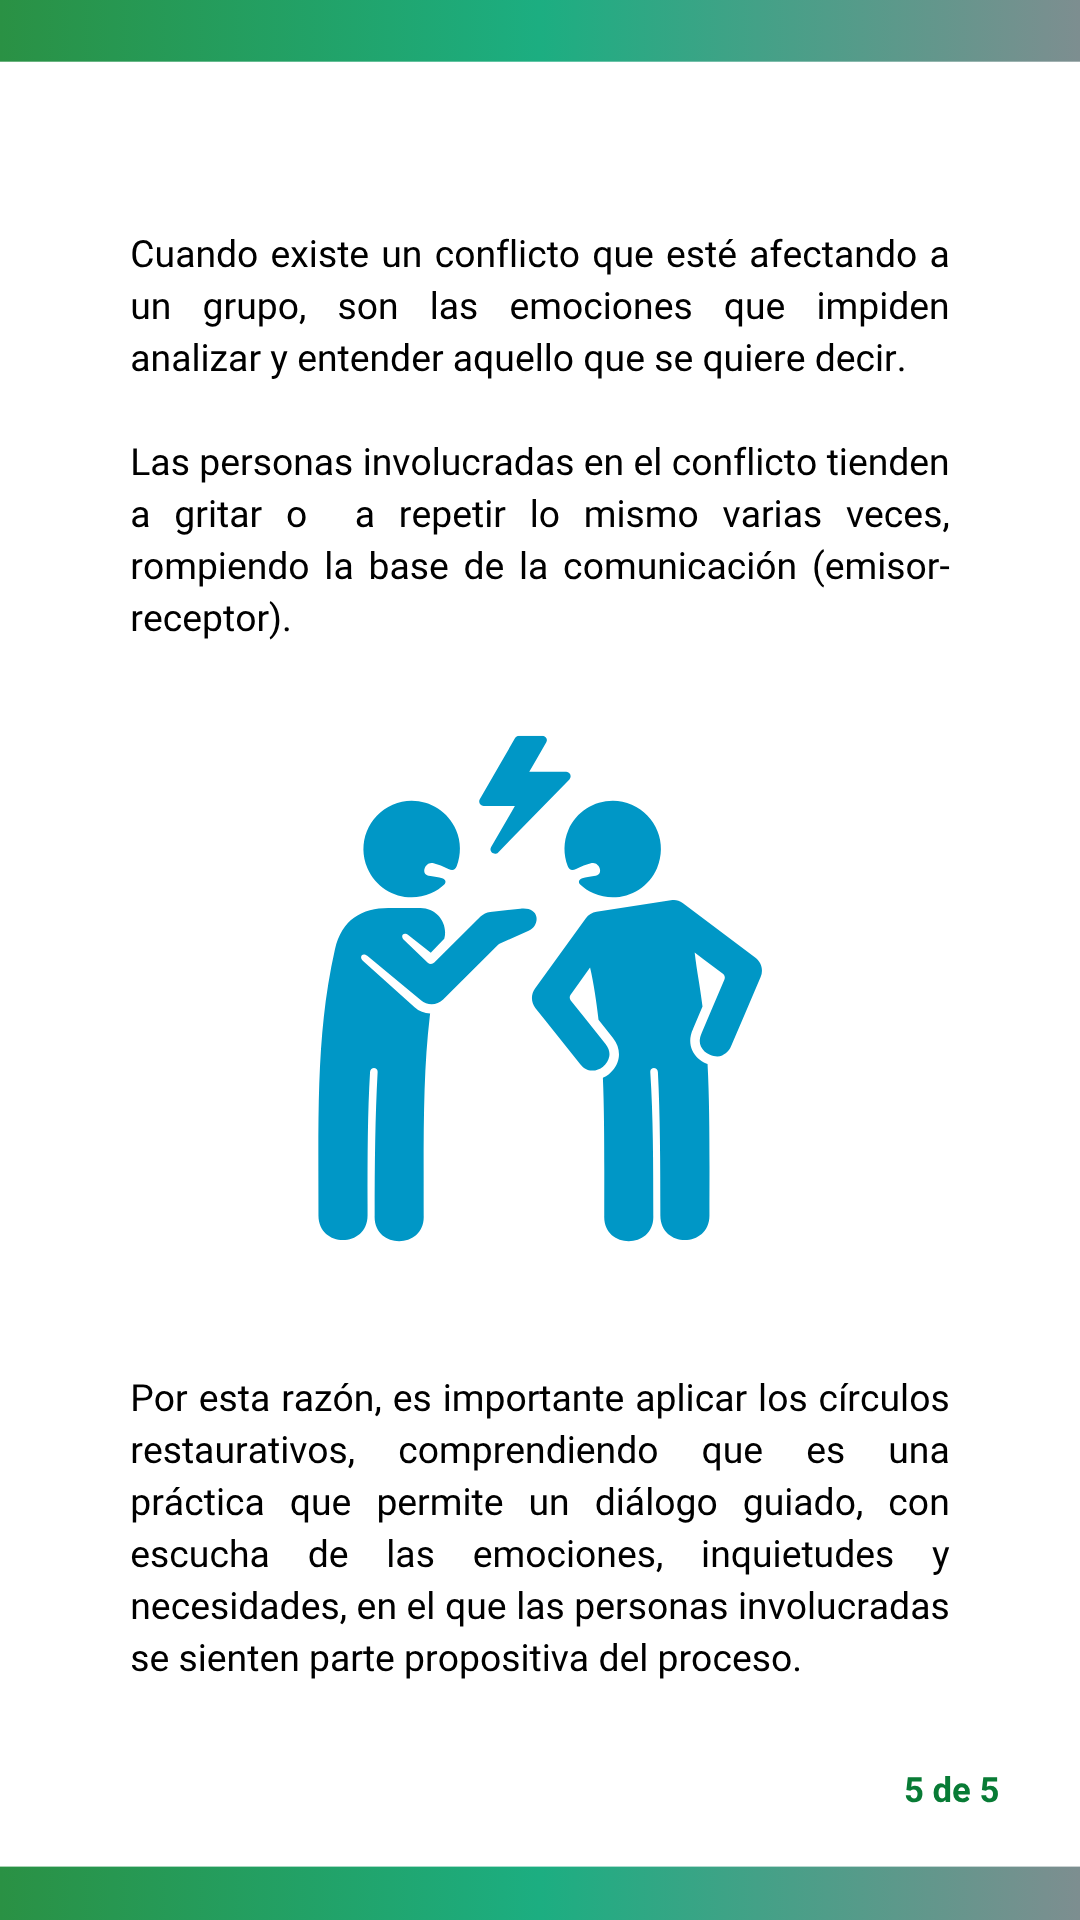 Cuando existe un conflicto que esté afectando a
un grupo, son las emociones que impiden
analizar y entender aquello que se quiere decir.
Las personas involucradas en el conflicto tienden
a gritar o  a repetir lo mismo varias veces,
rompiendo la base de la comunicación (emisor-
receptor).
Por esta razón, es importante aplicar los círculos
restaurativos, comprendiendo que es una
práctica que permite un diálogo guiado, con
escucha de las emociones, inquietudes y
necesidades, en el que las personas involucradas
se sienten parte propositiva del proceso.
5 de 5